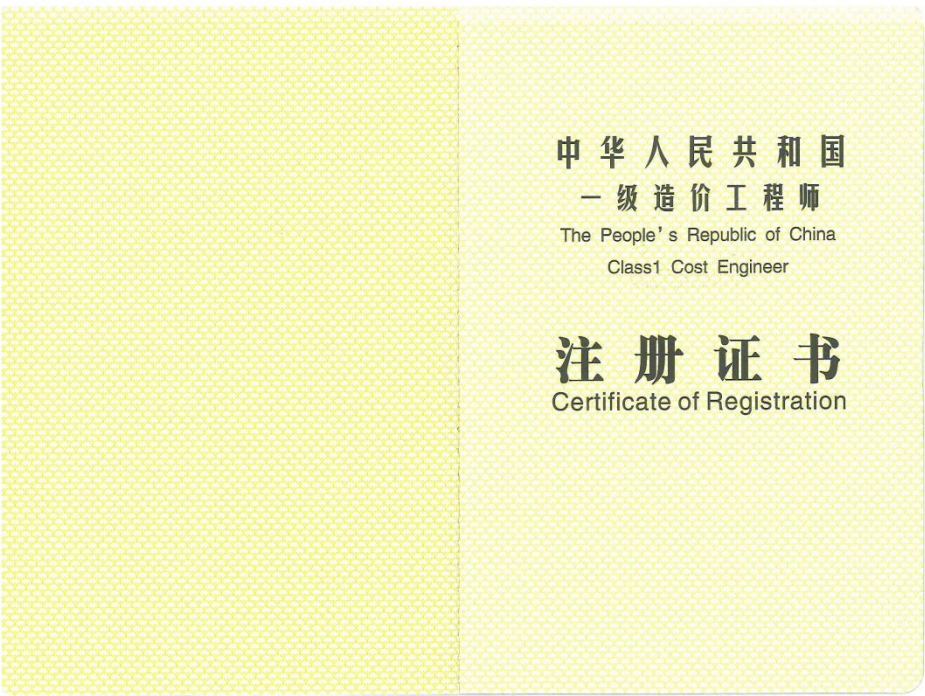 中华人民共和国
一级造价工程师
The People's Republic of China
Class1 Cost Engineer
注册证书
Certificate of Registration